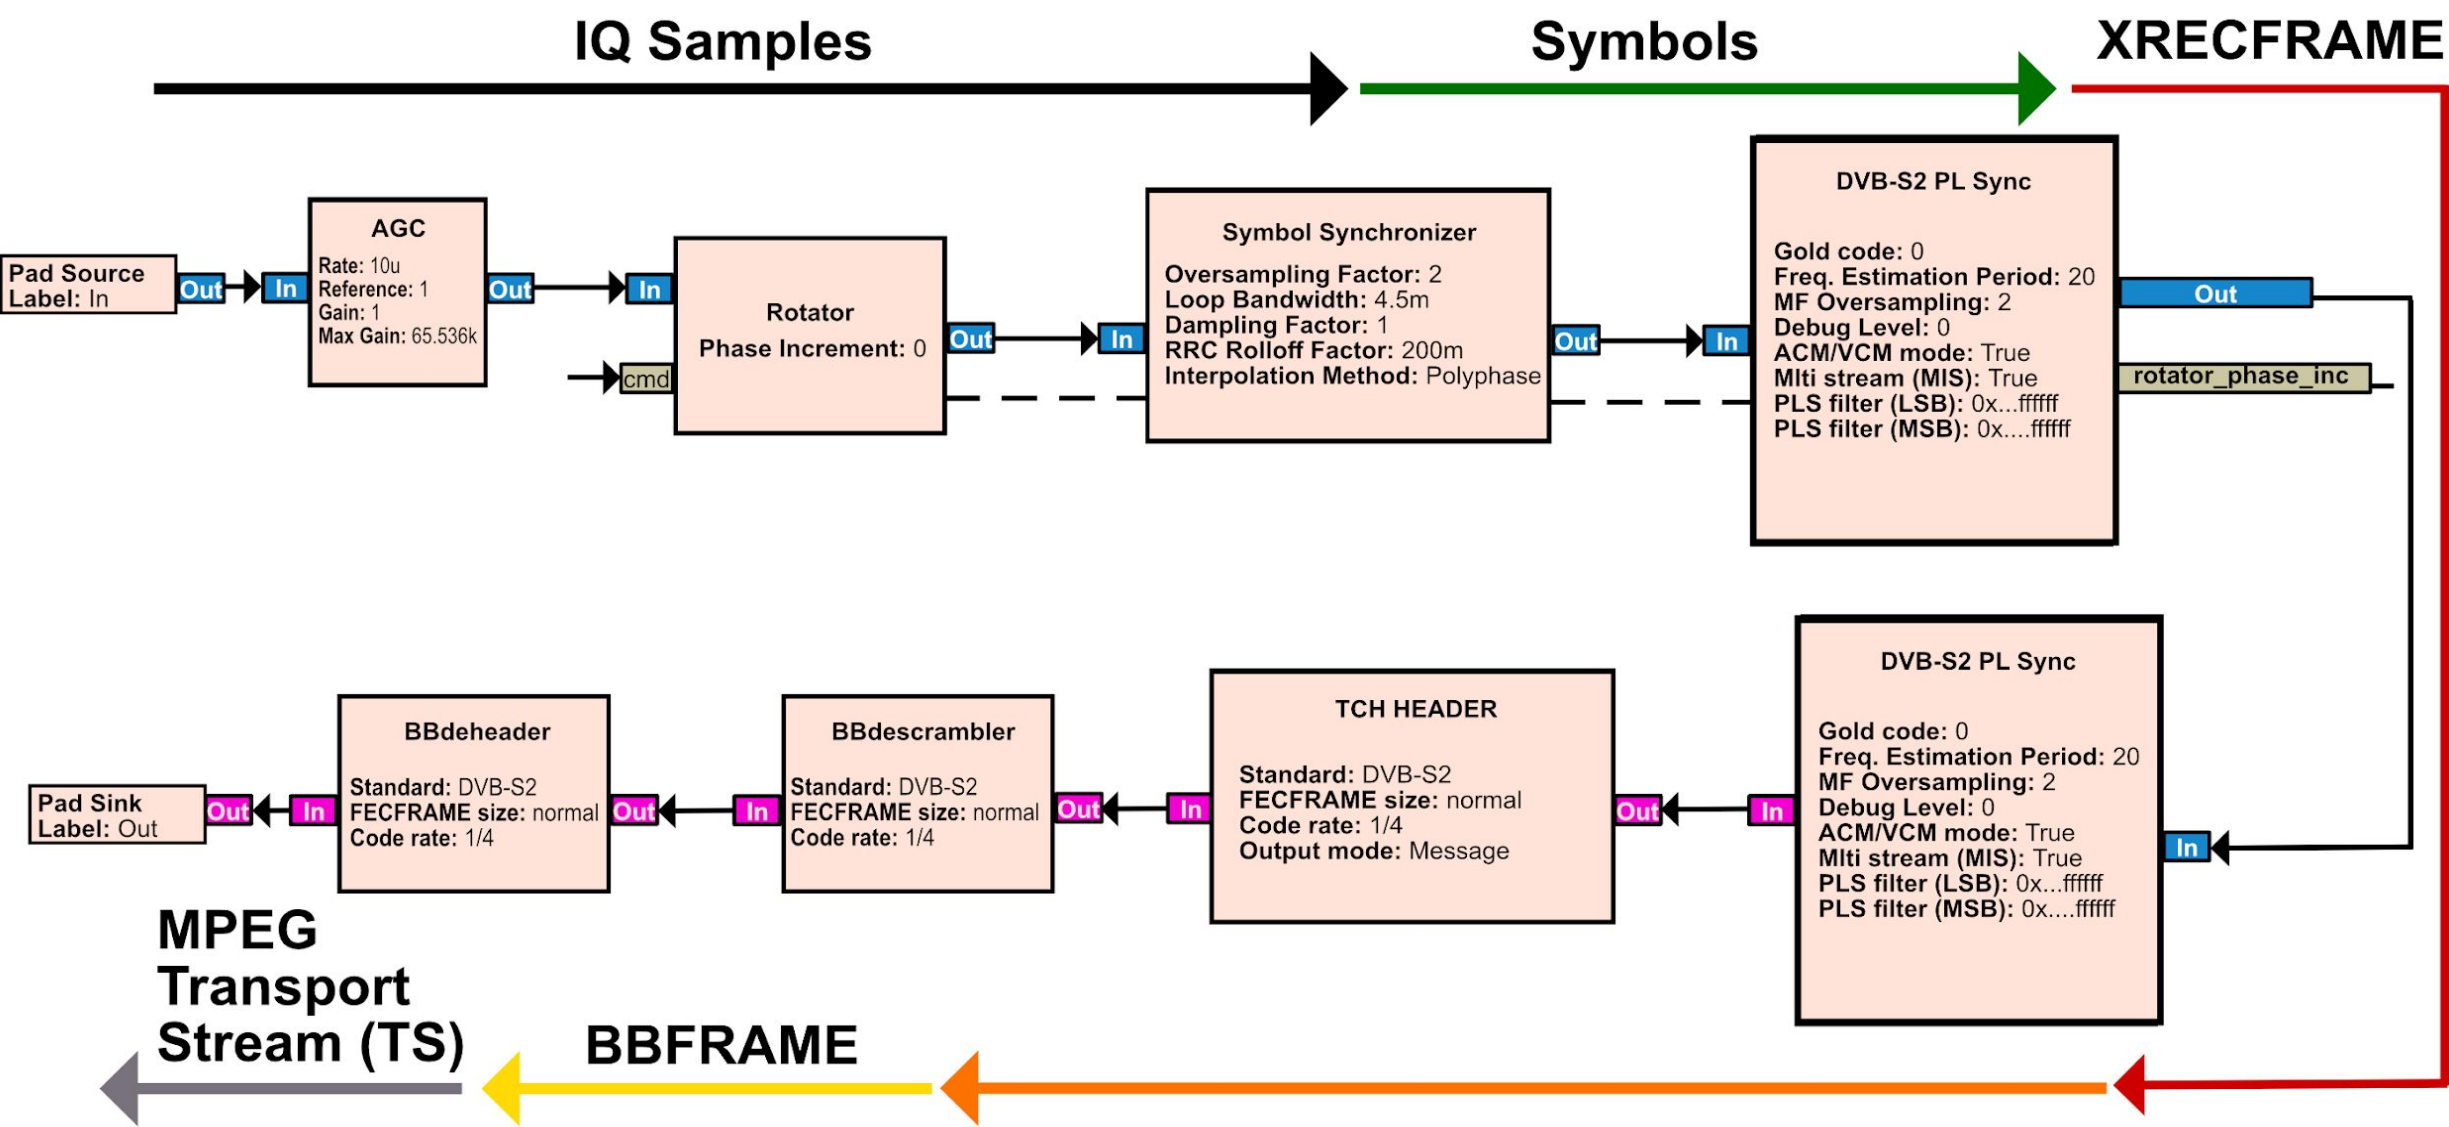 IQ Samples
Symbols
XRECFRAME
Pad Source
Label: In
Out
In
AGC
Rate: 10u
Reference: 1
Gain: 1
Max Gain: 65.536k
Out
In
cmd
Rotator
Phase Increment: 0
Out
In
Symbol Synchronizer
Oversampling Factor: 2
Loop Bandwidth: 4.5m
Dampling Factor: 1
RRC Rolloff Factor: 200m
Interpolation Method: Polyphase
Out
In
DVB-S2 PL Sync
Gold code: 0
Freq. Estimation Period: 20
MF Oversampling: 2
Debug Level: 0
ACM/VCM mode: True
Mlti stream (MIS): True
PLS filter (LSB): 0x...ffffff
PLS filter (MSB): 0x....ffffff
Out
rotator_phase_inc
Pad Sink
Label: Out
Out
In
BBdeheader
Standard: DVB-S2
FECFRAME size: normal
Code rate: 1/4
Out
In
BBdescrambler
Standard: DVB-S2
FECFRAME size: normal
Code rate: 1/4
Out
In
TCH HEADER
Standard: DVB-S2
FECFRAME size: normal
Code rate: 1/4
Output mode: Message
Out
In
DVB-S2 PL Sync
Gold code: 0
Freq. Estimation Period: 20
MF Oversampling: 2
Debug Level: 0
ACM/VCM mode: True
Mlti stream (MIS): True
PLS filter (LSB): 0x...ffffff
PLS filter (MSB): 0x....ffffff
In
MPEG
Transport
Stream (TS)
BBFRAME